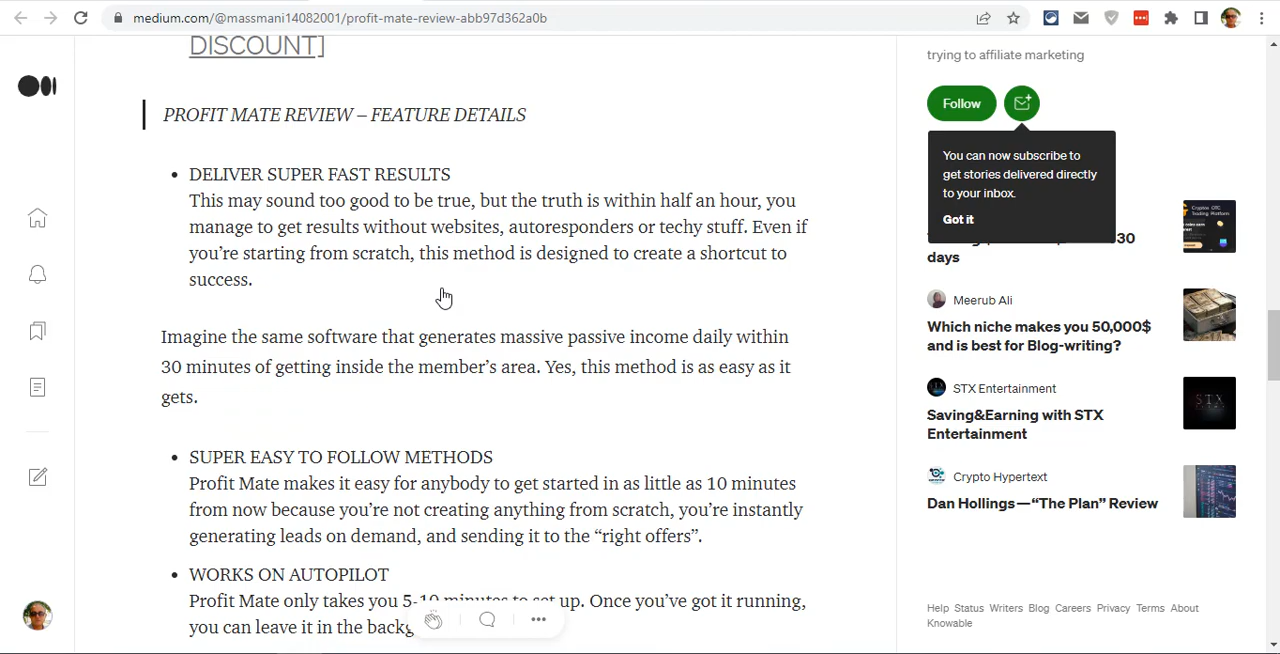 medium.com/@massmani14082001/profit-mate-review-abb97d362a0b
DISCOUNT]
PROFIT MATE REVIEW – FEATURE DETAILS
• DELIVER SUPER FAST RESULTS
This may sound too good to be true, but the truth is within half an hour, you
manage to get results without websites, autoresponders or techy stuff. Even if
you’re starting from scratch, this method is designed to create a shortcut to
success.
Imagine the same software that generates massive passive income daily within
30 minutes of getting inside the member’s area. Yes, this method is as easy as it
gets.
• SUPER EASY TO FOLLOW METHODS
Profit Mate makes it easy for anybody to get started in as little as 10 minutes
from now because you’re not creating anything from scratch, you’re instantly
generating leads on demand, and sending it to the “right offers”.
• WORKS ON AUTOPILOT
Profit Mate only takes you 5-10 minutes to set up. Once you’ve got it running,
you can leave it in the backg
trying to affiliate marketing
Follow
You can now subscribe to
get stories delivered directly
to your inbox.
Got it
30
days
Crypto OTC
Trading Platform
Meerub Ali
Which niche makes you 50,000$
and is best for Blog-writing?
STX Entertainment
Saving&Earning with STX
Entertainment
STX
Crypto Hypertext
Dan Hollings—“The Plan” Review
Help Status Writers Blog Careers Privacy Terms About
Knowable